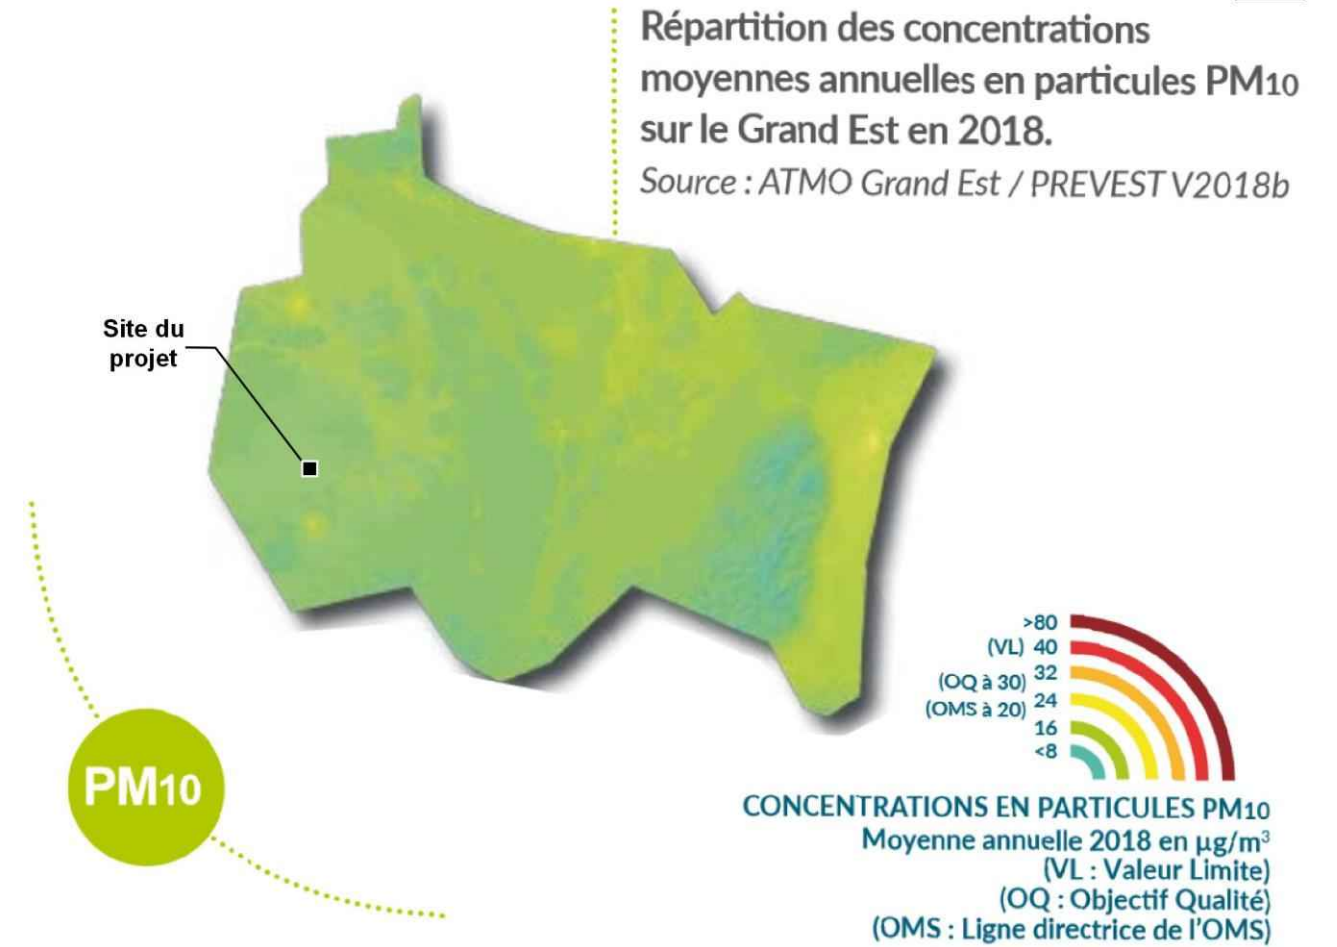 Répartition des concentrations
moyennes annuelles en particules PM10
sur le Grand Est en 2018.
Source : ATMO Grand Est / PREVEST V2018b
Site du
projet
>80
(VL) 40
32
(OQ à 30)
24
(OMS à 20)
16
<8
PM10
CONCENTRATIONS EN PARTICULES PM10
Moyenne annuelle 2018 en µg/m³
(VL : Valeur Limite)
(OQ : Objectif Qualité)
(OMS : Ligne directrice de l'OMS)